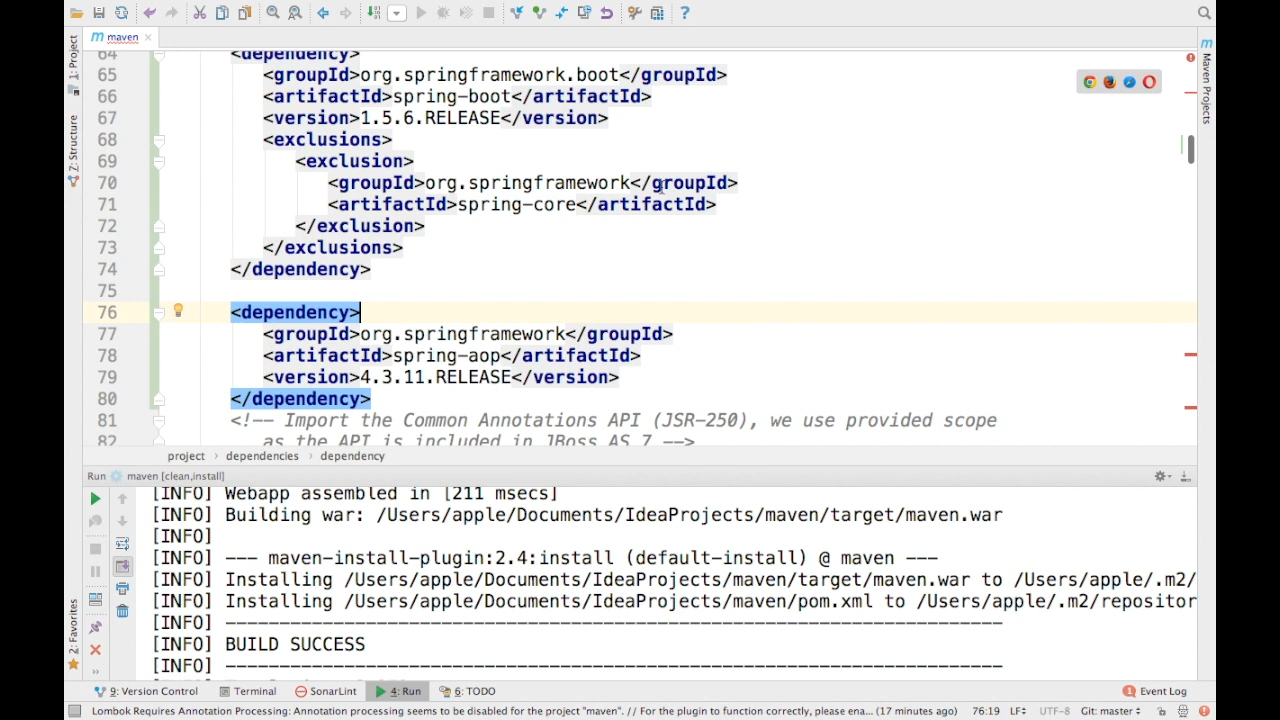 maven
1: Project
7: Structure
2: Favorites
Maven Projects
64 <dependency>
65 <groupId>org.springframework.boot</groupId>
66 <artifactId>spring-boot</artifactId>
67 <version>1.5.6.RELEASE</version>
68 <exclusions>
69 <exclusion>
70 <groupId>org.springframework</groupId>
71 <artifactId>spring-core</artifactId>
72 </exclusion>
73 </exclusions>
74 </dependency>
75
76 <dependency>
77 <groupId>org.springframework</groupId>
78 <artifactId>spring-aop</artifactId>
79 <version>4.3.11.RELEASE</version>
80 </dependency>
81 <!-- Import the Common Annotations API (JSR-250), we use provided scope
82 as the API is included in JBoss AS 7 -->
project › dependencies › dependency
Run maven [clean,install]
[INFO] Webapp assembled in [211 msecs]
[INFO] Building war: /Users/apple/Documents/IdeaProjects/maven/target/maven.war
[INFO]
[INFO] --- maven-install-plugin:2.4:install (default-install) @ maven ---
[INFO] Installing /Users/apple/Documents/IdeaProjects/maven/target/maven.war to /Users/apple/.m2/
[INFO] Installing /Users/apple/Documents/IdeaProjects/maven/pom.xml to /Users/apple/.m2/repositor
[INFO] ------------------------------------------------------------------------
[INFO] BUILD SUCCESS
[INFO] ------------------------------------------------------------------------
9: Version Control Terminal SonarLint 4: Run 6: TODO 1 Event Log
Lombok Requires Annotation Processing: Annotation processing seems to be disabled for the project "maven". // For the plugin to function correctly, please ena... (17 minutes ago) 76:19 LF÷ UTF-8 Git: master